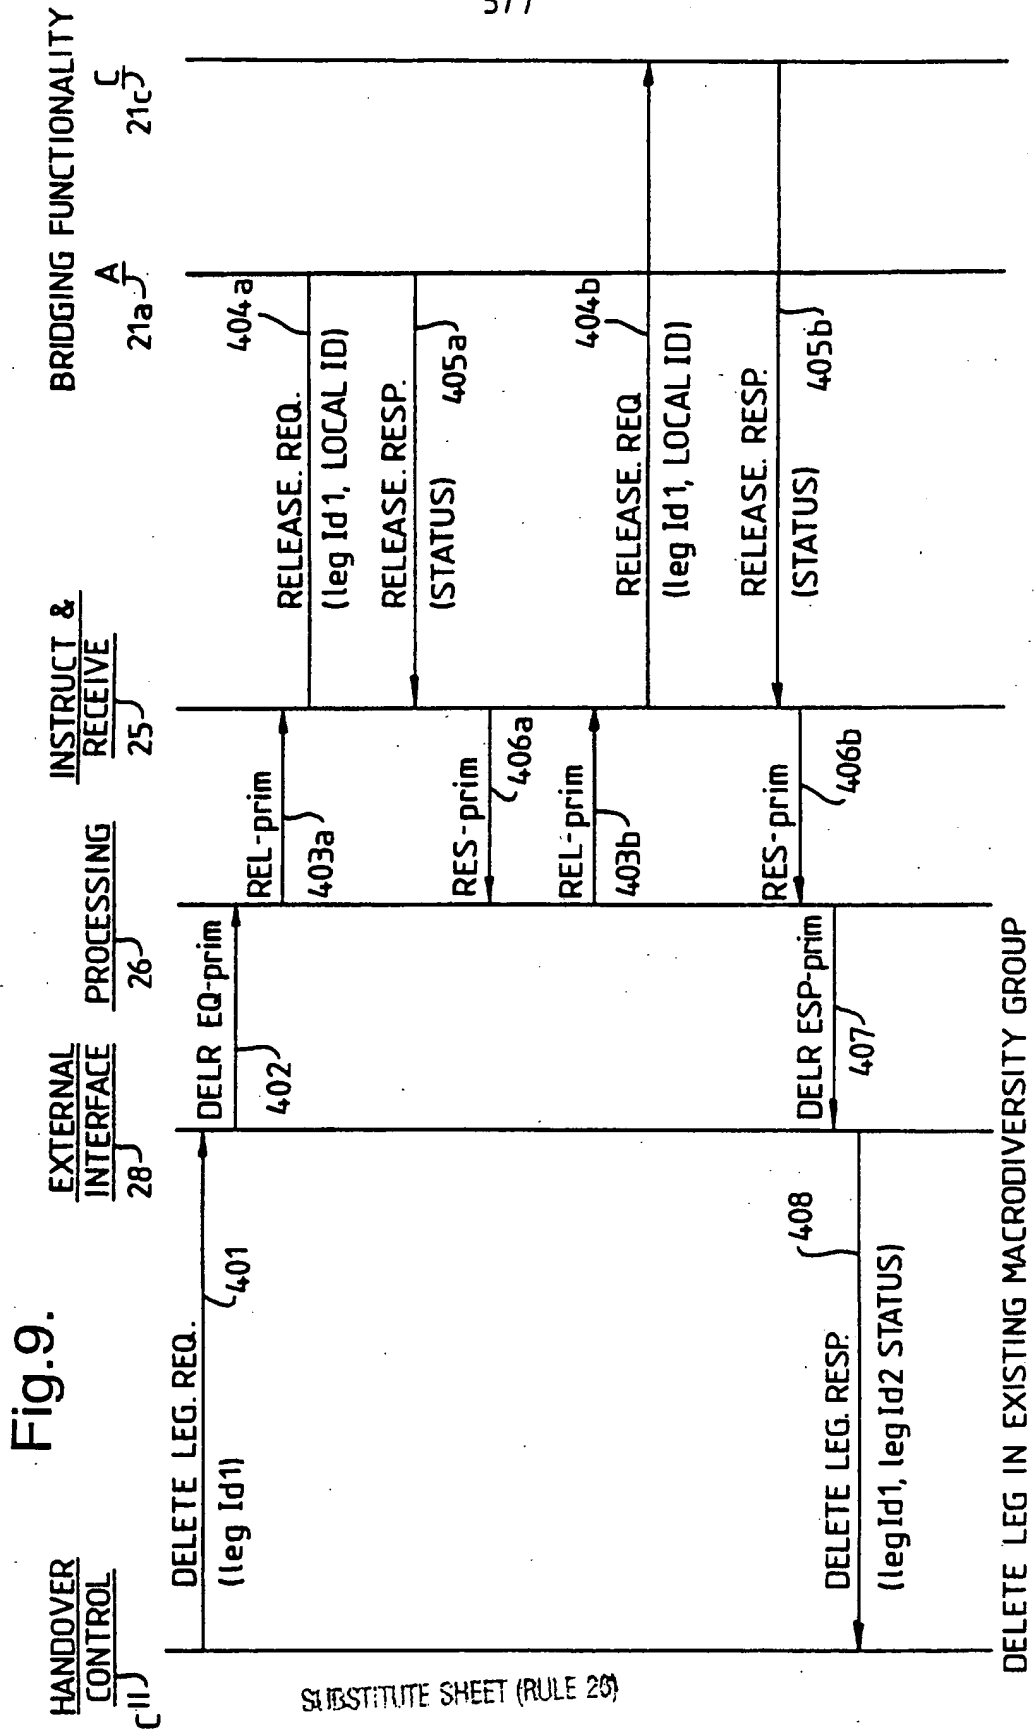 5/7
Fig.9.
HANDOVER
CONTROL
C11
EXTERNAL
INTERFACE
28
PROCESSING
26
INSTRUCT &
RECEIVE
25
BRIDGING FUNCTIONALITY
A
21a
C
21c
DELETE LEG. REQ.
(leg Id1)
401
DELR EQ-prim
402
REL-prim
403a
RELEASE. REQ.
(leg Id1, LOCAL ID)
404a
RELEASE. RESP.
(STATUS)
405a
RES-prim
406a
REL-prim
403b
RELEASE. REQ
(leg Id1, LOCAL ID)
404b
RELEASE. RESP.
(STATUS)
405b
RES-prim
406b
DELR ESP-prim
407
DELETE LEG. RESP.
(legId1, legId2 STATUS)
408
DELETE LEG IN EXISTING MACRODIVERSITY GROUP
SUBSTITUTE SHEET (RULE 26)